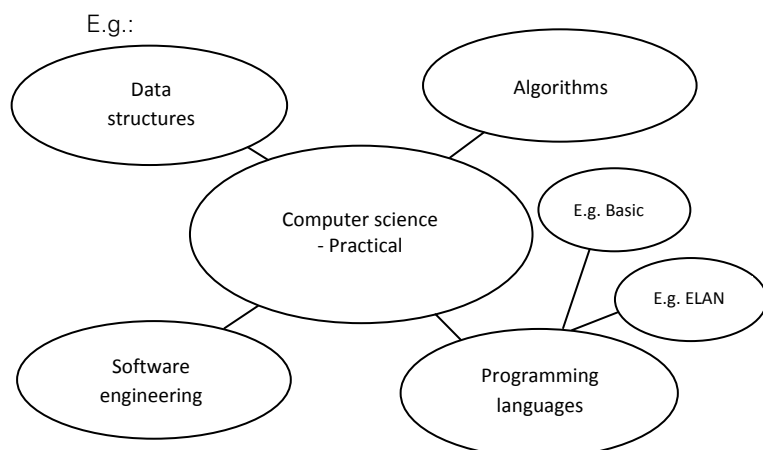 E.g.:
Data
structures
Algorithms
Computer science
- Practical
E.g. Basic
E.g. ELAN
Software
engineering
Programming
languages